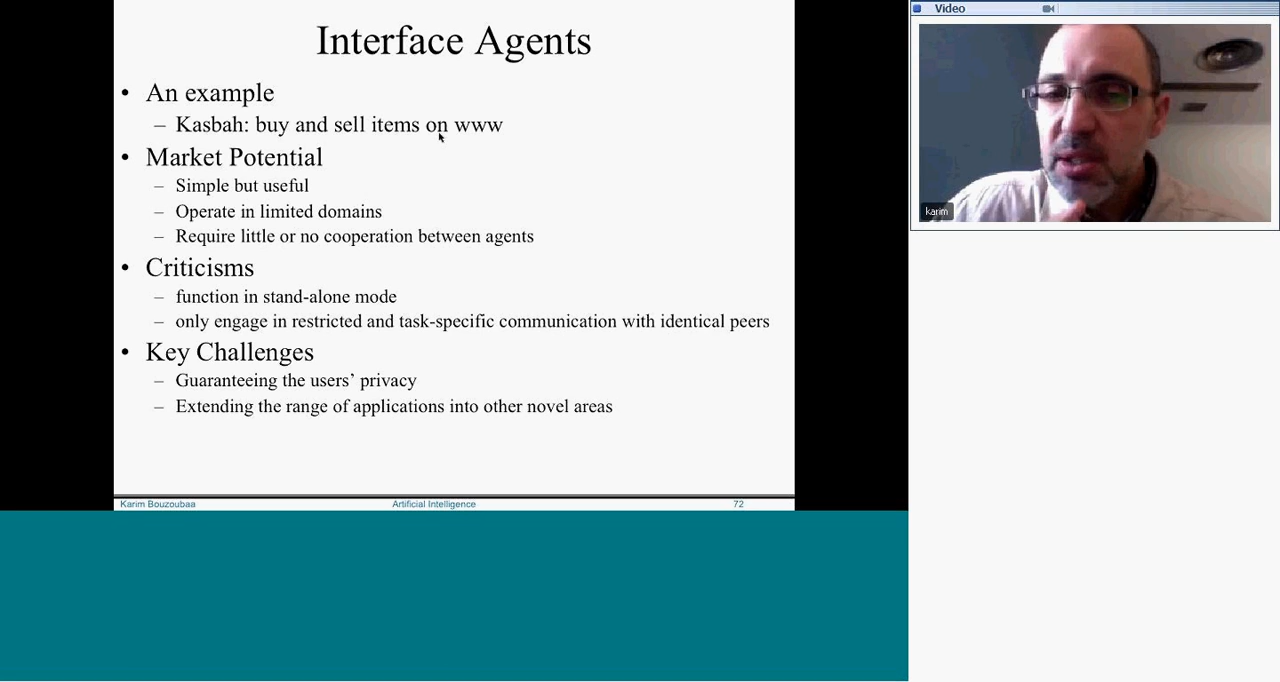 Interface Agents
• An example
– Kasbah: buy and sell items on www
• Market Potential
– Simple but useful
– Operate in limited domains
– Require little or no cooperation between agents
• Criticisms
– function in stand-alone mode
– only engage in restricted and task-specific communication with identical peers
• Key Challenges
– Guaranteeing the users’ privacy
– Extending the range of applications into other novel areas
Karim Bouzoubaa Artificial Intelligence 72
Video
karim